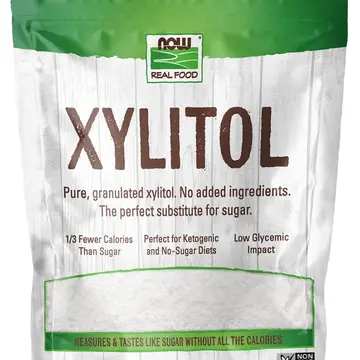 NOW
REAL FOOD
XYLITOL
Pure, granulated xylitol. No added ingredients.
The perfect substitute for sugar.
1/3 Fewer Calories
Than Sugar
Perfect for Ketogenic
and No-Sugar Diets
Low Glycemic
Impact
MEASURES & TASTES LIKE SUGAR WITHOUT ALL THE CALORIES
NON